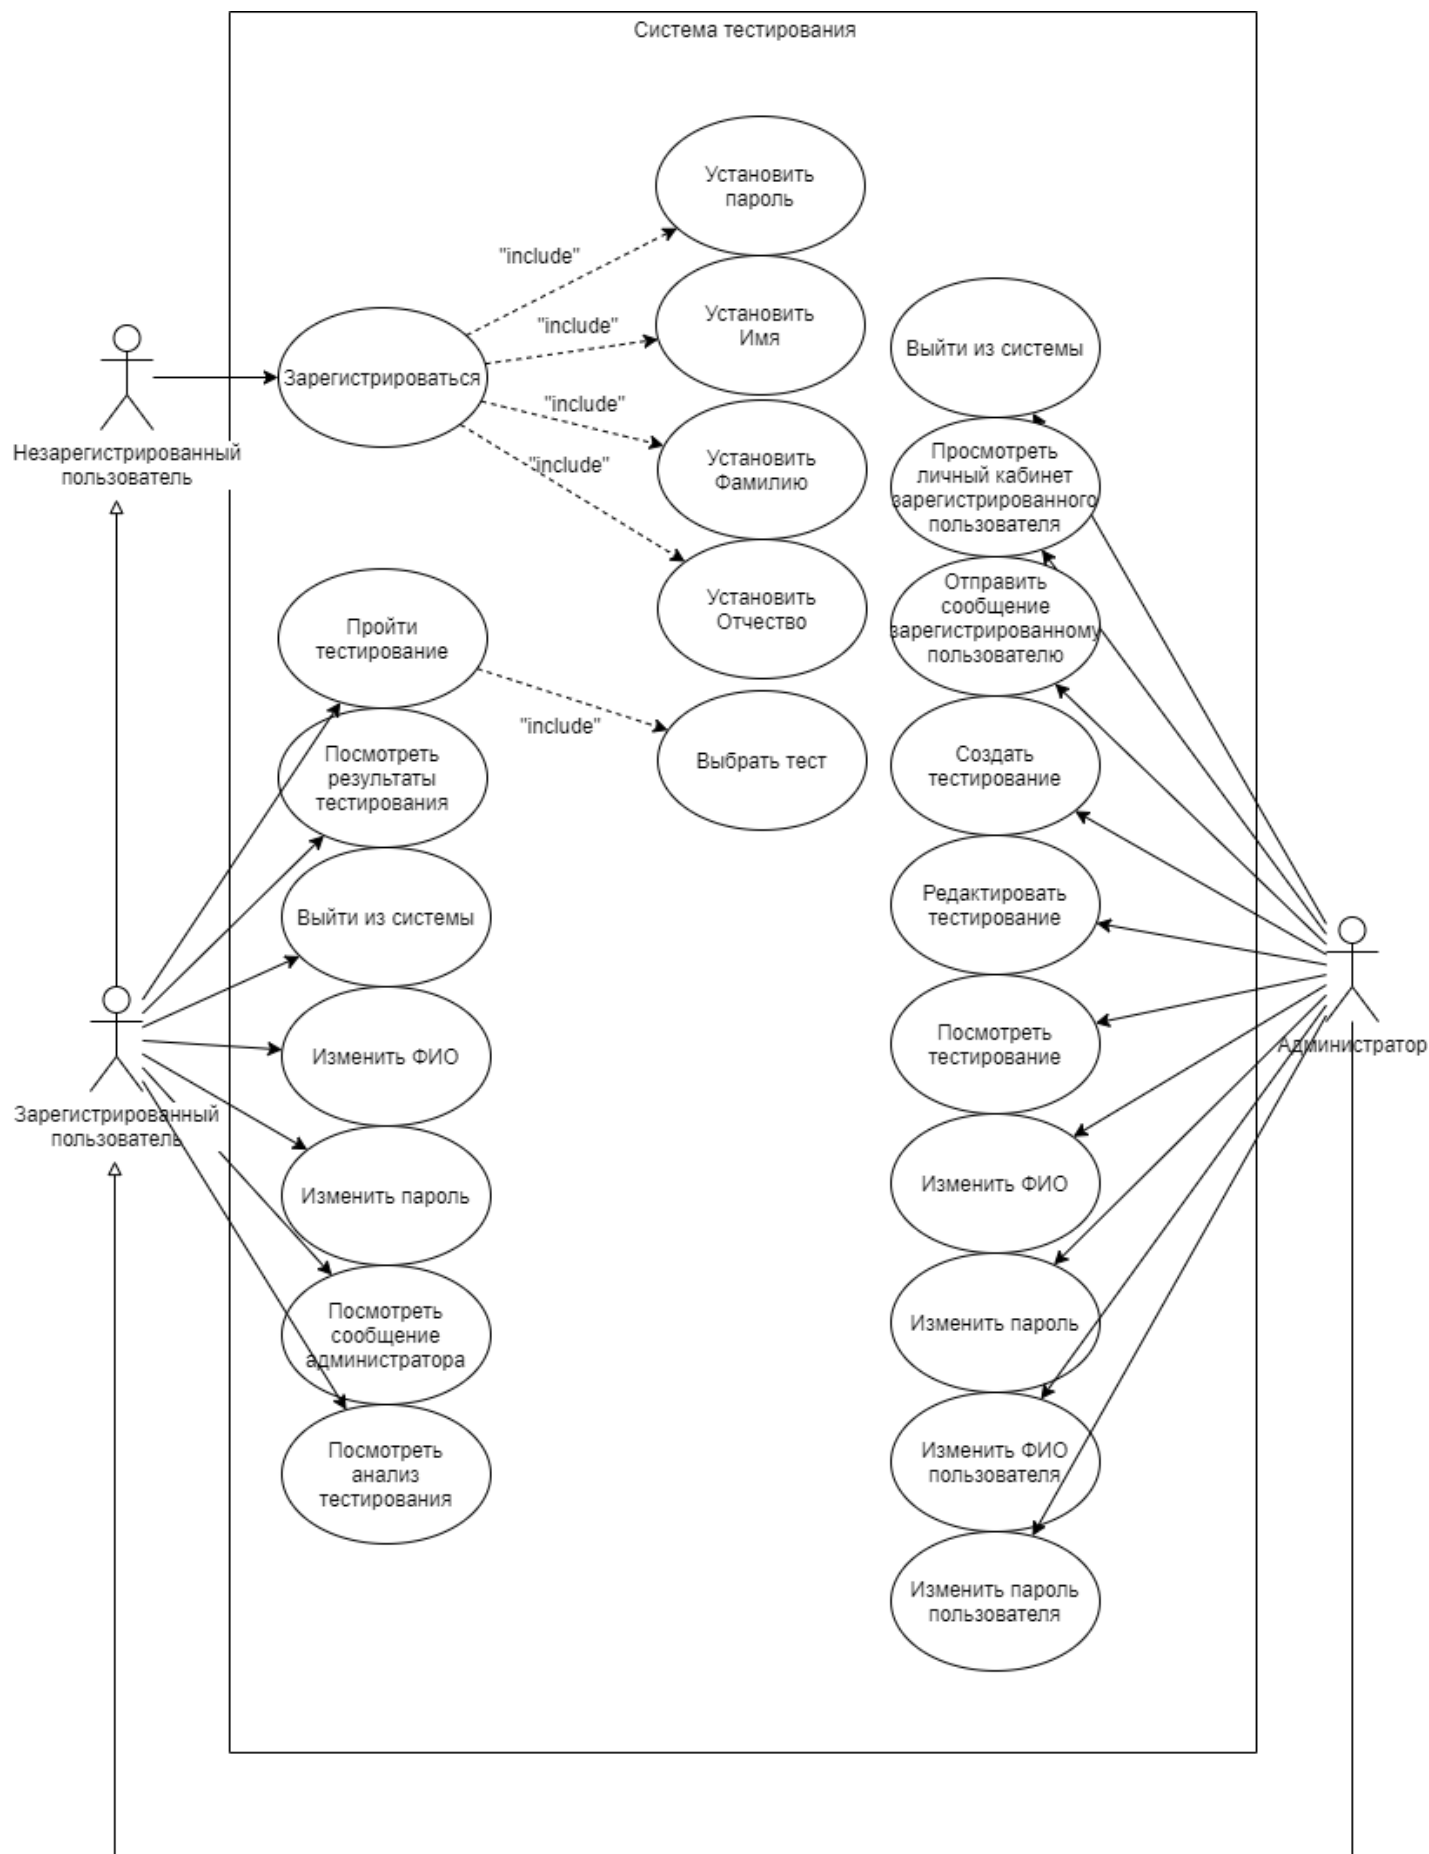 Система тестирования
Установить
пароль
"include"
Установить
Имя
"include"
Выйти из системы
Зарегистрироваться
"include"
Незарегистрированный
пользователь
Установить
Фамилию
"include"
Просмотреть
личный кабинет
зарегистрированного
пользователя
Отправить
сообщение
зарегистрированному
пользователю
Установить
Отчество
Пройти
тестирование
"include"
Выбрать тест
Посмотреть
результаты
тестирования
Создать
тестирование
Выйти из системы
Редактировать
тестирование
Изменить ФИО
Посмотреть
тестирование
Администратор
Зарегистрированный
пользователь
Изменить пароль
Изменить ФИО
Посмотреть
сообщение
администратора
Изменить пароль
Посмотреть
анализ
тестирования
Изменить ФИО
пользователя
Изменить пароль
пользователя